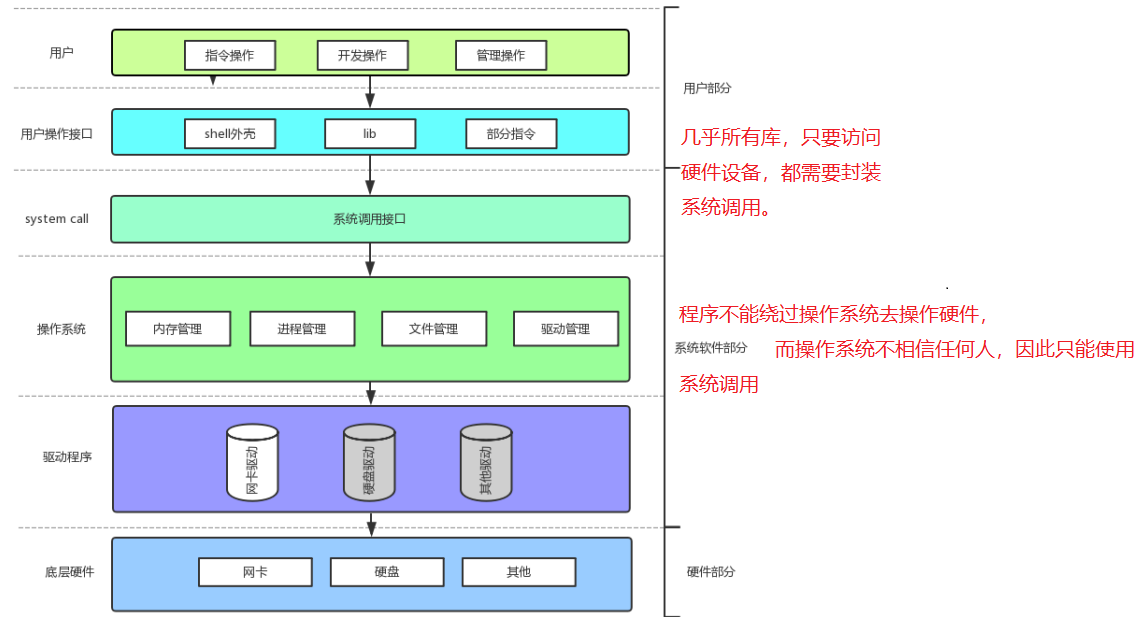 用户
指令操作
开发操作
管理操作
用户部分
用户操作接口
shell外壳
lib
部分指令
几乎所有库，只要访问
硬件设备，都需要封装
系统调用。
system call
系统调用接口
操作系统
内存管理
进程管理
文件管理
驱动管理
程序不能绕过操作系统去操作硬件，
系统软件部分
而操作系统不相信任何人，因此只能使用
系统调用
驱动程序
网卡驱动
硬盘驱动
其他驱动
底层硬件
网卡
硬盘
其他
硬件部分